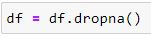 df = df.dropna()